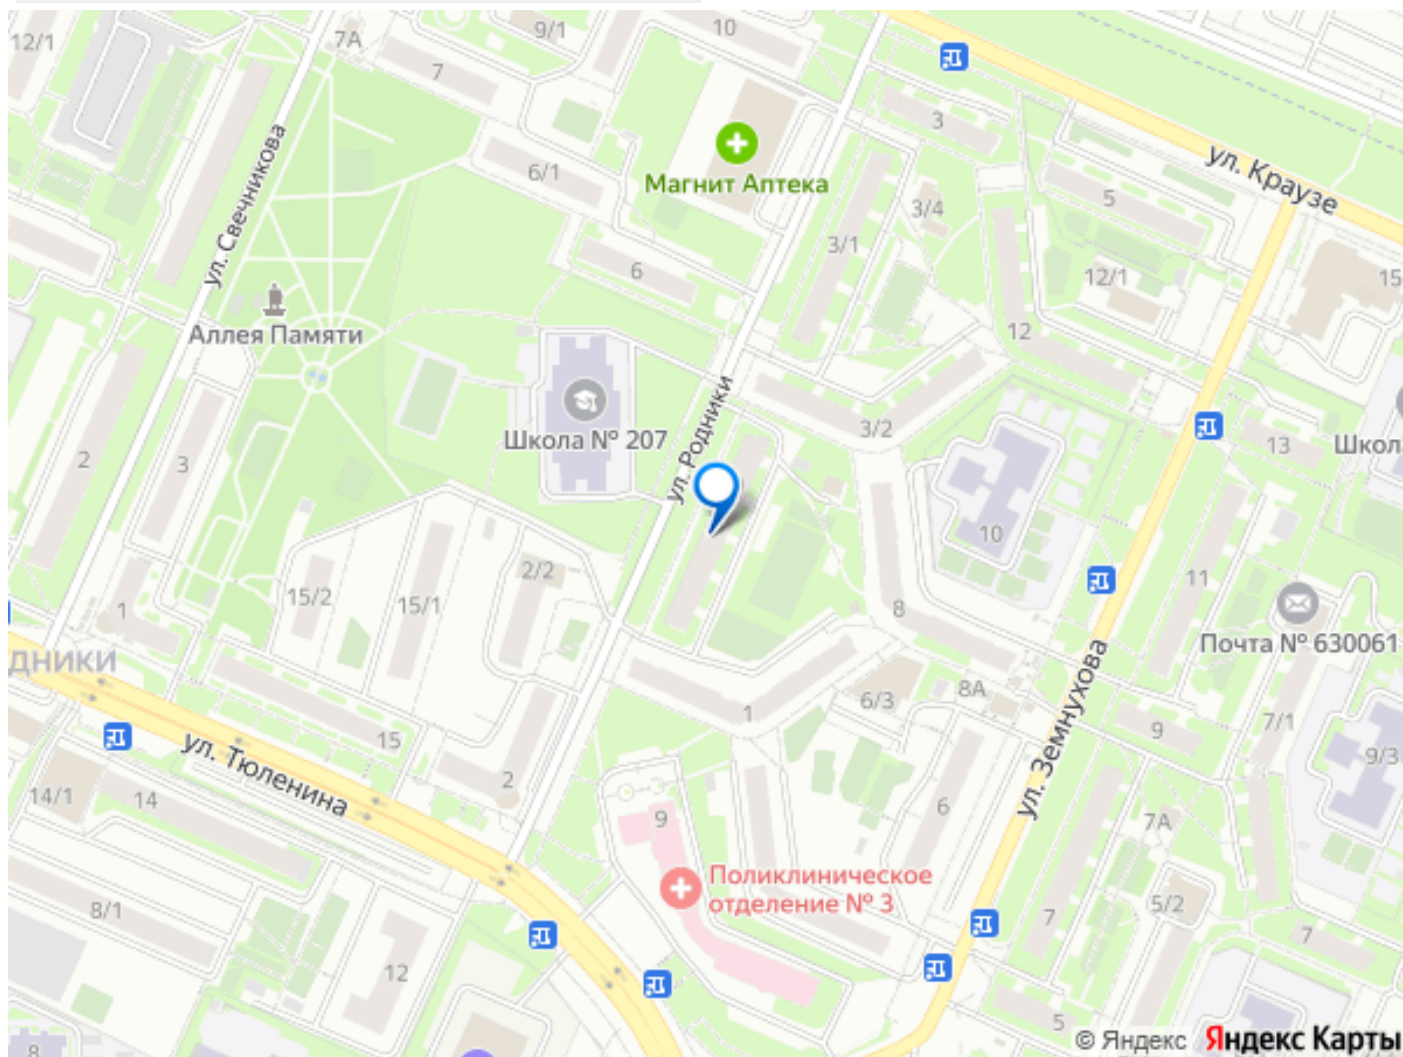 12/1
7А
9/1
10
7
3
ул. Краузе
Магнит Аптека
6/1
5
3/4
ул. Свечникова
3/1
6
12/1
15
Аллея Памяти
12
ул. Родники
3/2
Школа № 207
13
Школ
2
3
10
2/2
11
15/2
15/1
8
1
Почта № 630061
ДНИКИ
8А
6/3
1
7/1
9
15
9/3
ул. Тюленина
ул. Земнухова
2
14/1
14
6
9
7А
Поликлиническое
отделение № 3
8/1
5/2
7
7
12
5
8
© Яндекс Яндекс Карты